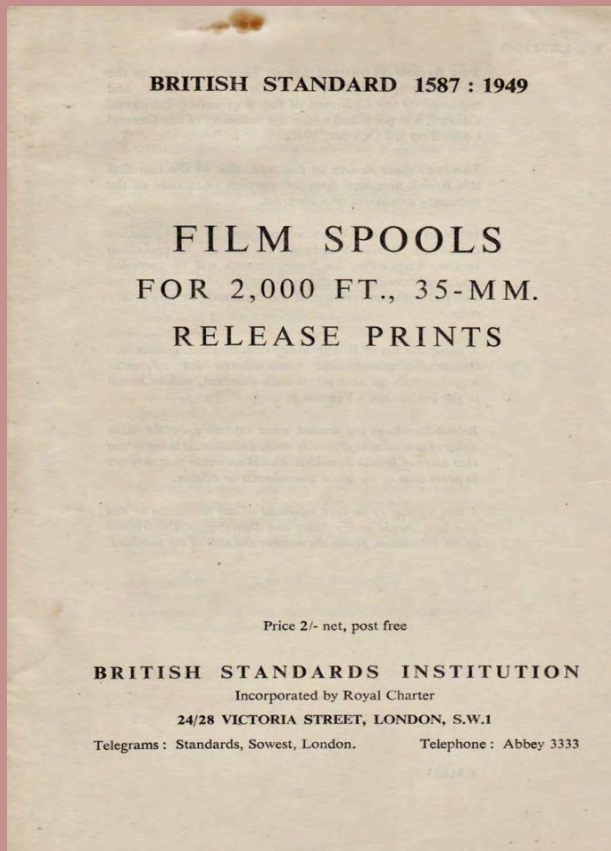 BRITISH STANDARD 1587 : 1949
FILM SPOOLS
FOR 2,000 FT., 35-MM.
RELEASE PRINTS
Price 2/- net, post free
BRITISH STANDARDS INSTITUTION
Incorporated by Royal Charter
24/28 VICTORIA STREET, LONDON, S.W.1
Telegrams : Standards, Sowest, London. Telephone : Abbey 3333